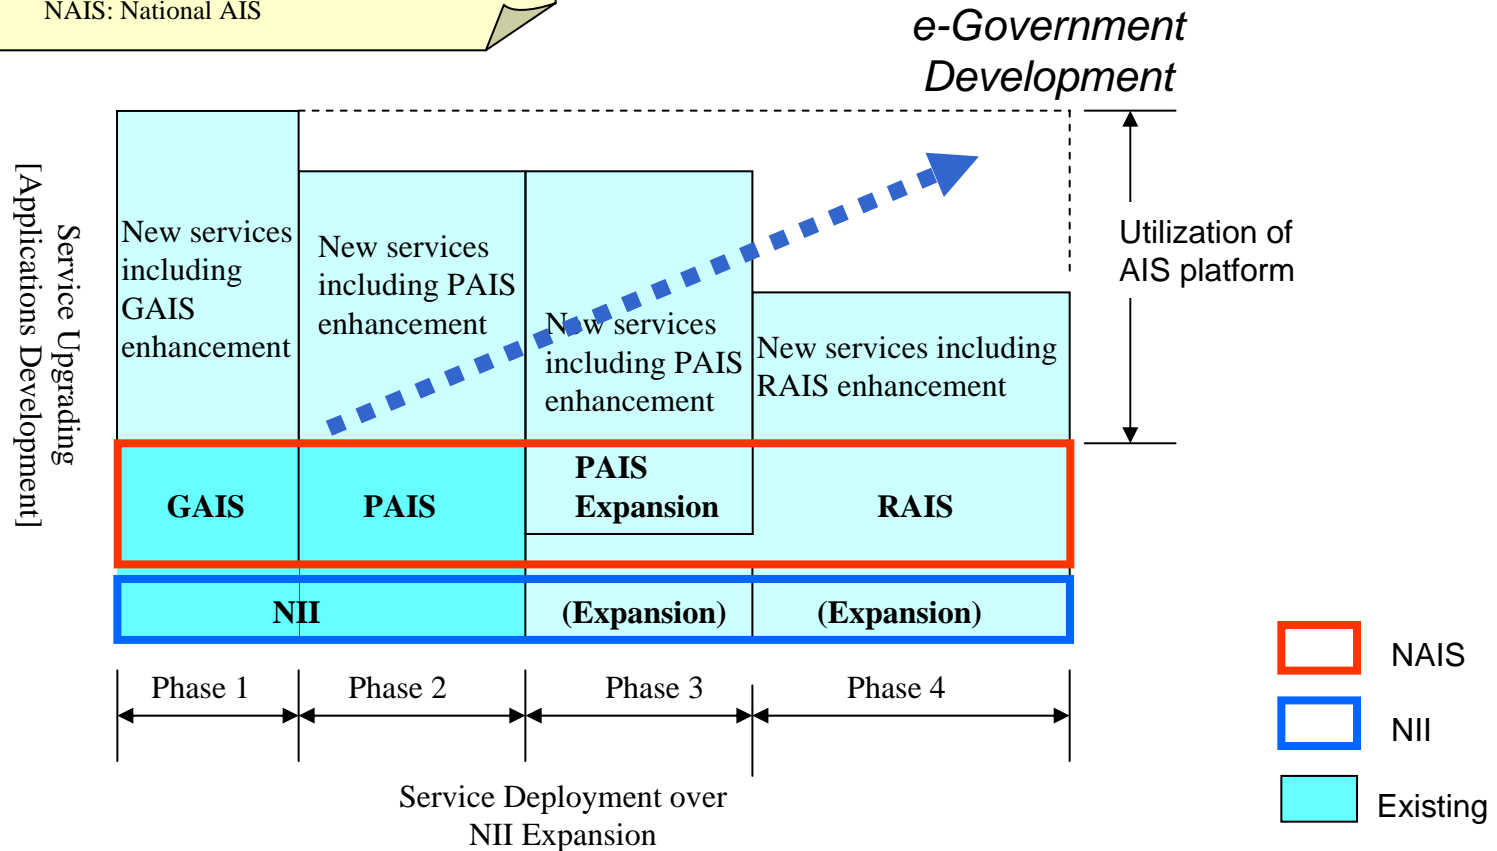 NAIS: National AIS
e-Government
Development
Service Upgrading
[Applications Development]
New services
including
GAIS
enhancement
New services
including PAIS
enhancement
New services
including PAIS
enhancement
New services including
RAIS enhancement
Utilization of
AIS platform
GAIS
PAIS
PAIS
Expansion
RAIS
NII
(Expansion)
(Expansion)
Phase 1
Phase 2
Phase 3
Phase 4
Service Deployment over
NII Expansion
NAIS
NII
Existing